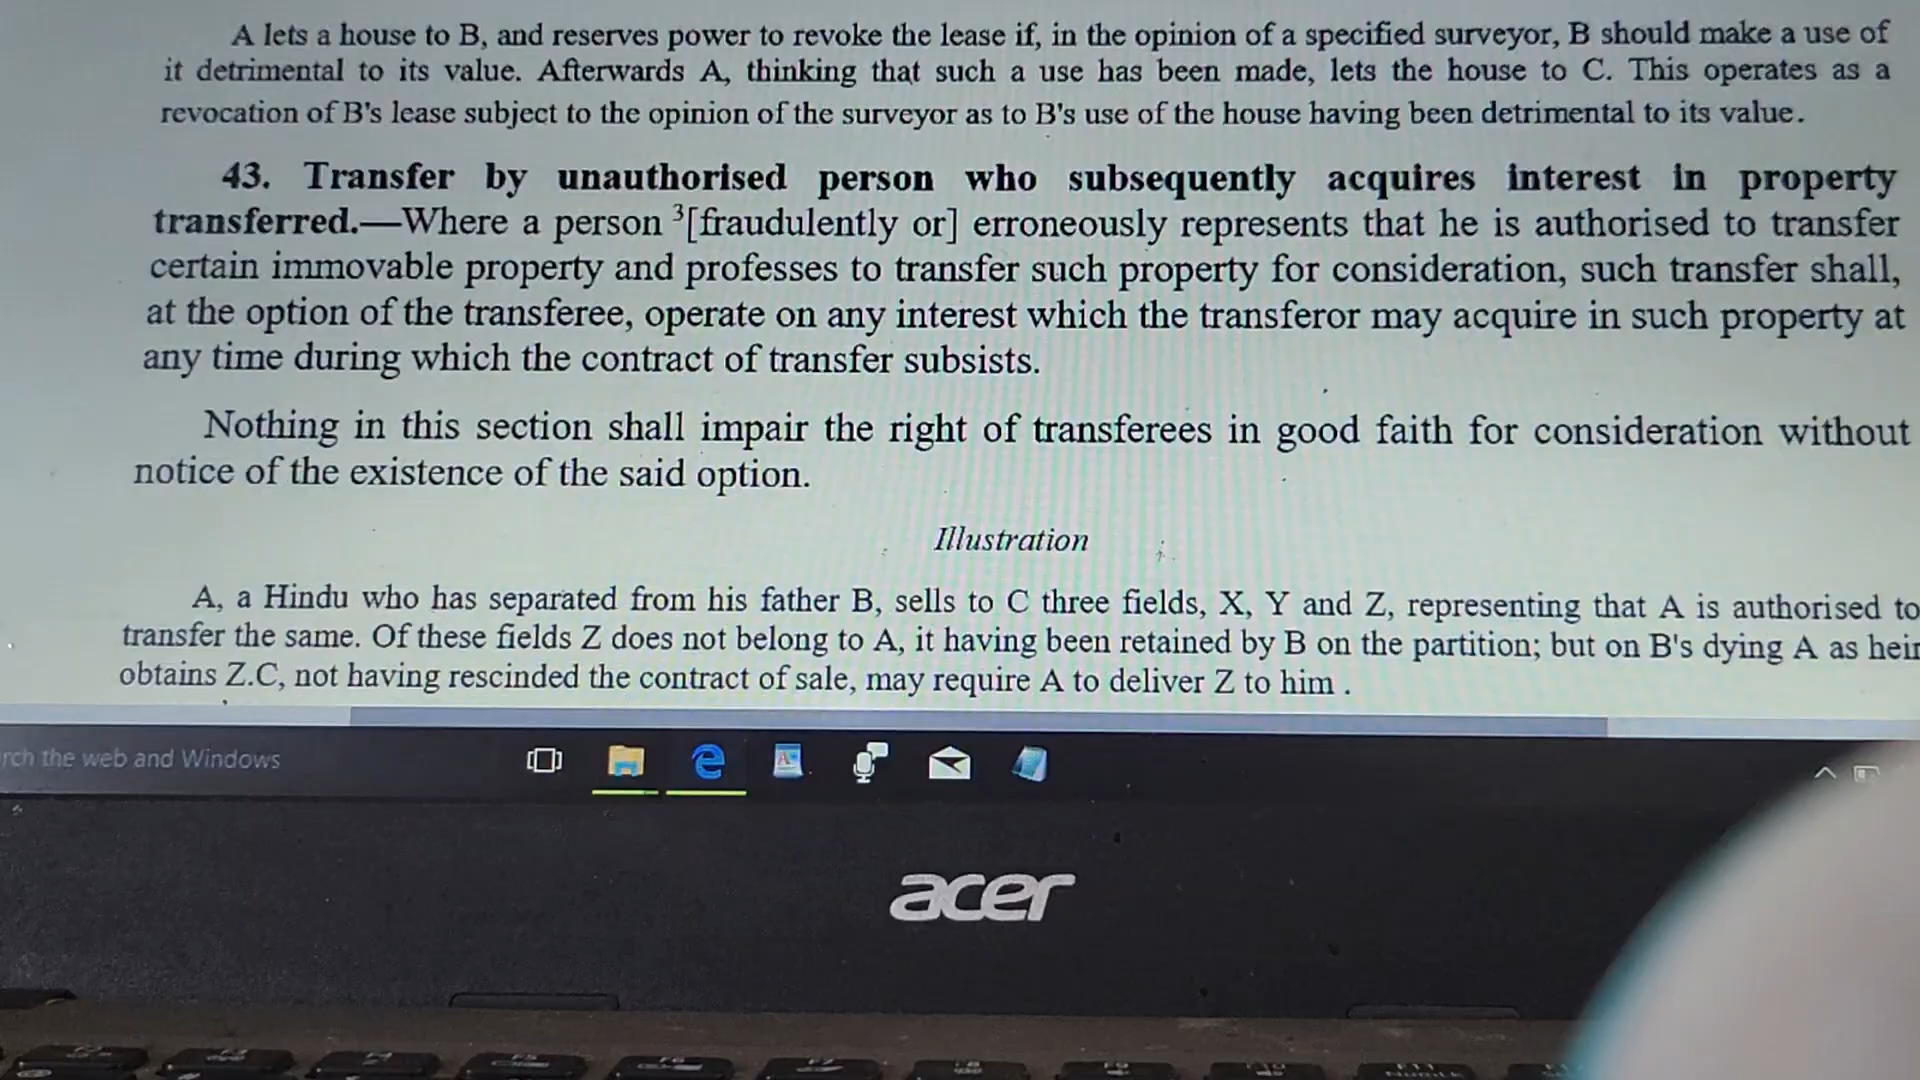 A lets a house to B, and reserves power to revoke the lease if, in the opinion of a specified surveyor, B should make a use of
it detrimental to its value. Afterwards A, thinking that such a use has been made, lets the house to C. This operates as a
revocation of B's lease subject to the opinion of the surveyor as to B's use of the house having been detrimental to its value.
43. Transfer by unauthorised person who subsequently acquires interest in property
transferred.—Where a person 3[fraudulently or] erroneously represents that he is authorised to transfer
certain immovable property and professes to transfer such property for consideration, such transfer shall,
at the option of the transferee, operate on any interest which the transferor may acquire in such property at
any time during which the contract of transfer subsists.
Nothing in this section shall impair the right of transferees in good faith for consideration without
notice of the existence of the said option.
Illustration
A, a Hindu who has separated from his father B, sells to C three fields, X, Y and Z, representing that A is authorised to
transfer the same. Of these fields Z does not belong to A, it having been retained by B on the partition; but on B's dying A as heir
obtains Z.C, not having rescinded the contract of sale, may require A to deliver Z to him .
rch the web and Windows
acer